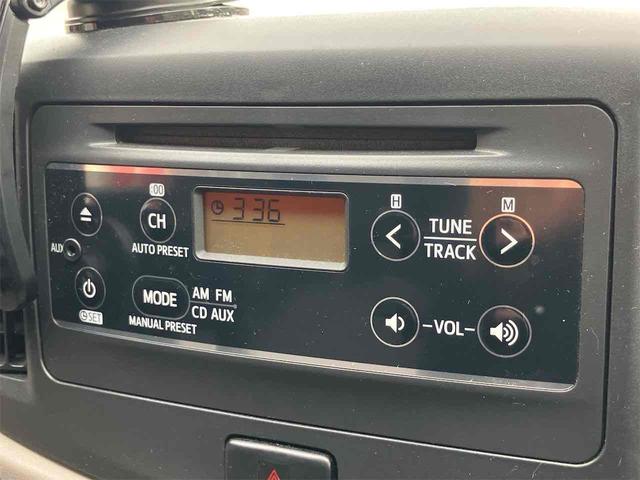 :00
H
M
CH
3:36
TUNE
AUX
AUTO PRESET
TRACK
MODE
AM FM
CD AUX
-VOL-
SET
MANUAL PRESET